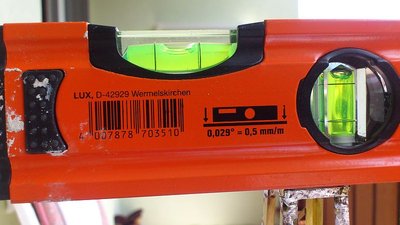 LUX, D-42929 Wermelskirchen
4 007878 703510
0,029° = 0,5 mm/m